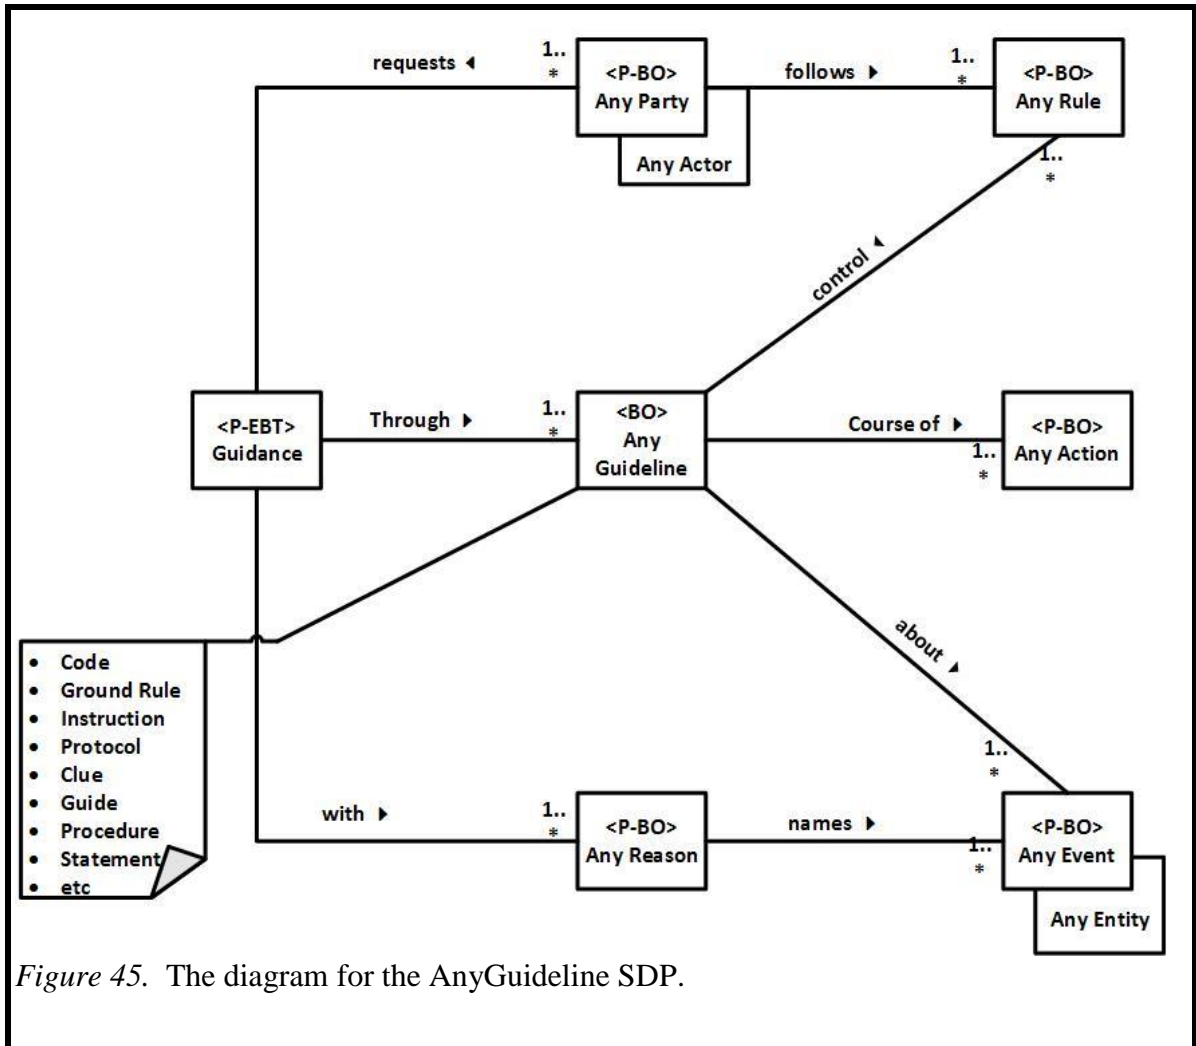 requests ◄
1..
*
<P-BO>
Any Party
Any Actor
follows ►
1..
*
<P-BO>
Any Rule
1..
*
control ◄
<P-EBT>
Guidance
Through ►
1..
*
<BO>
Any
Guideline
Course of ►
1..
*
<P-BO>
Any Action
about ►
1..
*
• Code
• Ground Rule
• Instruction
• Protocol
• Clue
• Guide
• Procedure
• Statement
• etc
with ►
1..
*
<P-BO>
Any Reason
names ►
1..
*
<P-BO>
Any Event
Any Entity
Figure 45. The diagram for the AnyGuideline SDP.